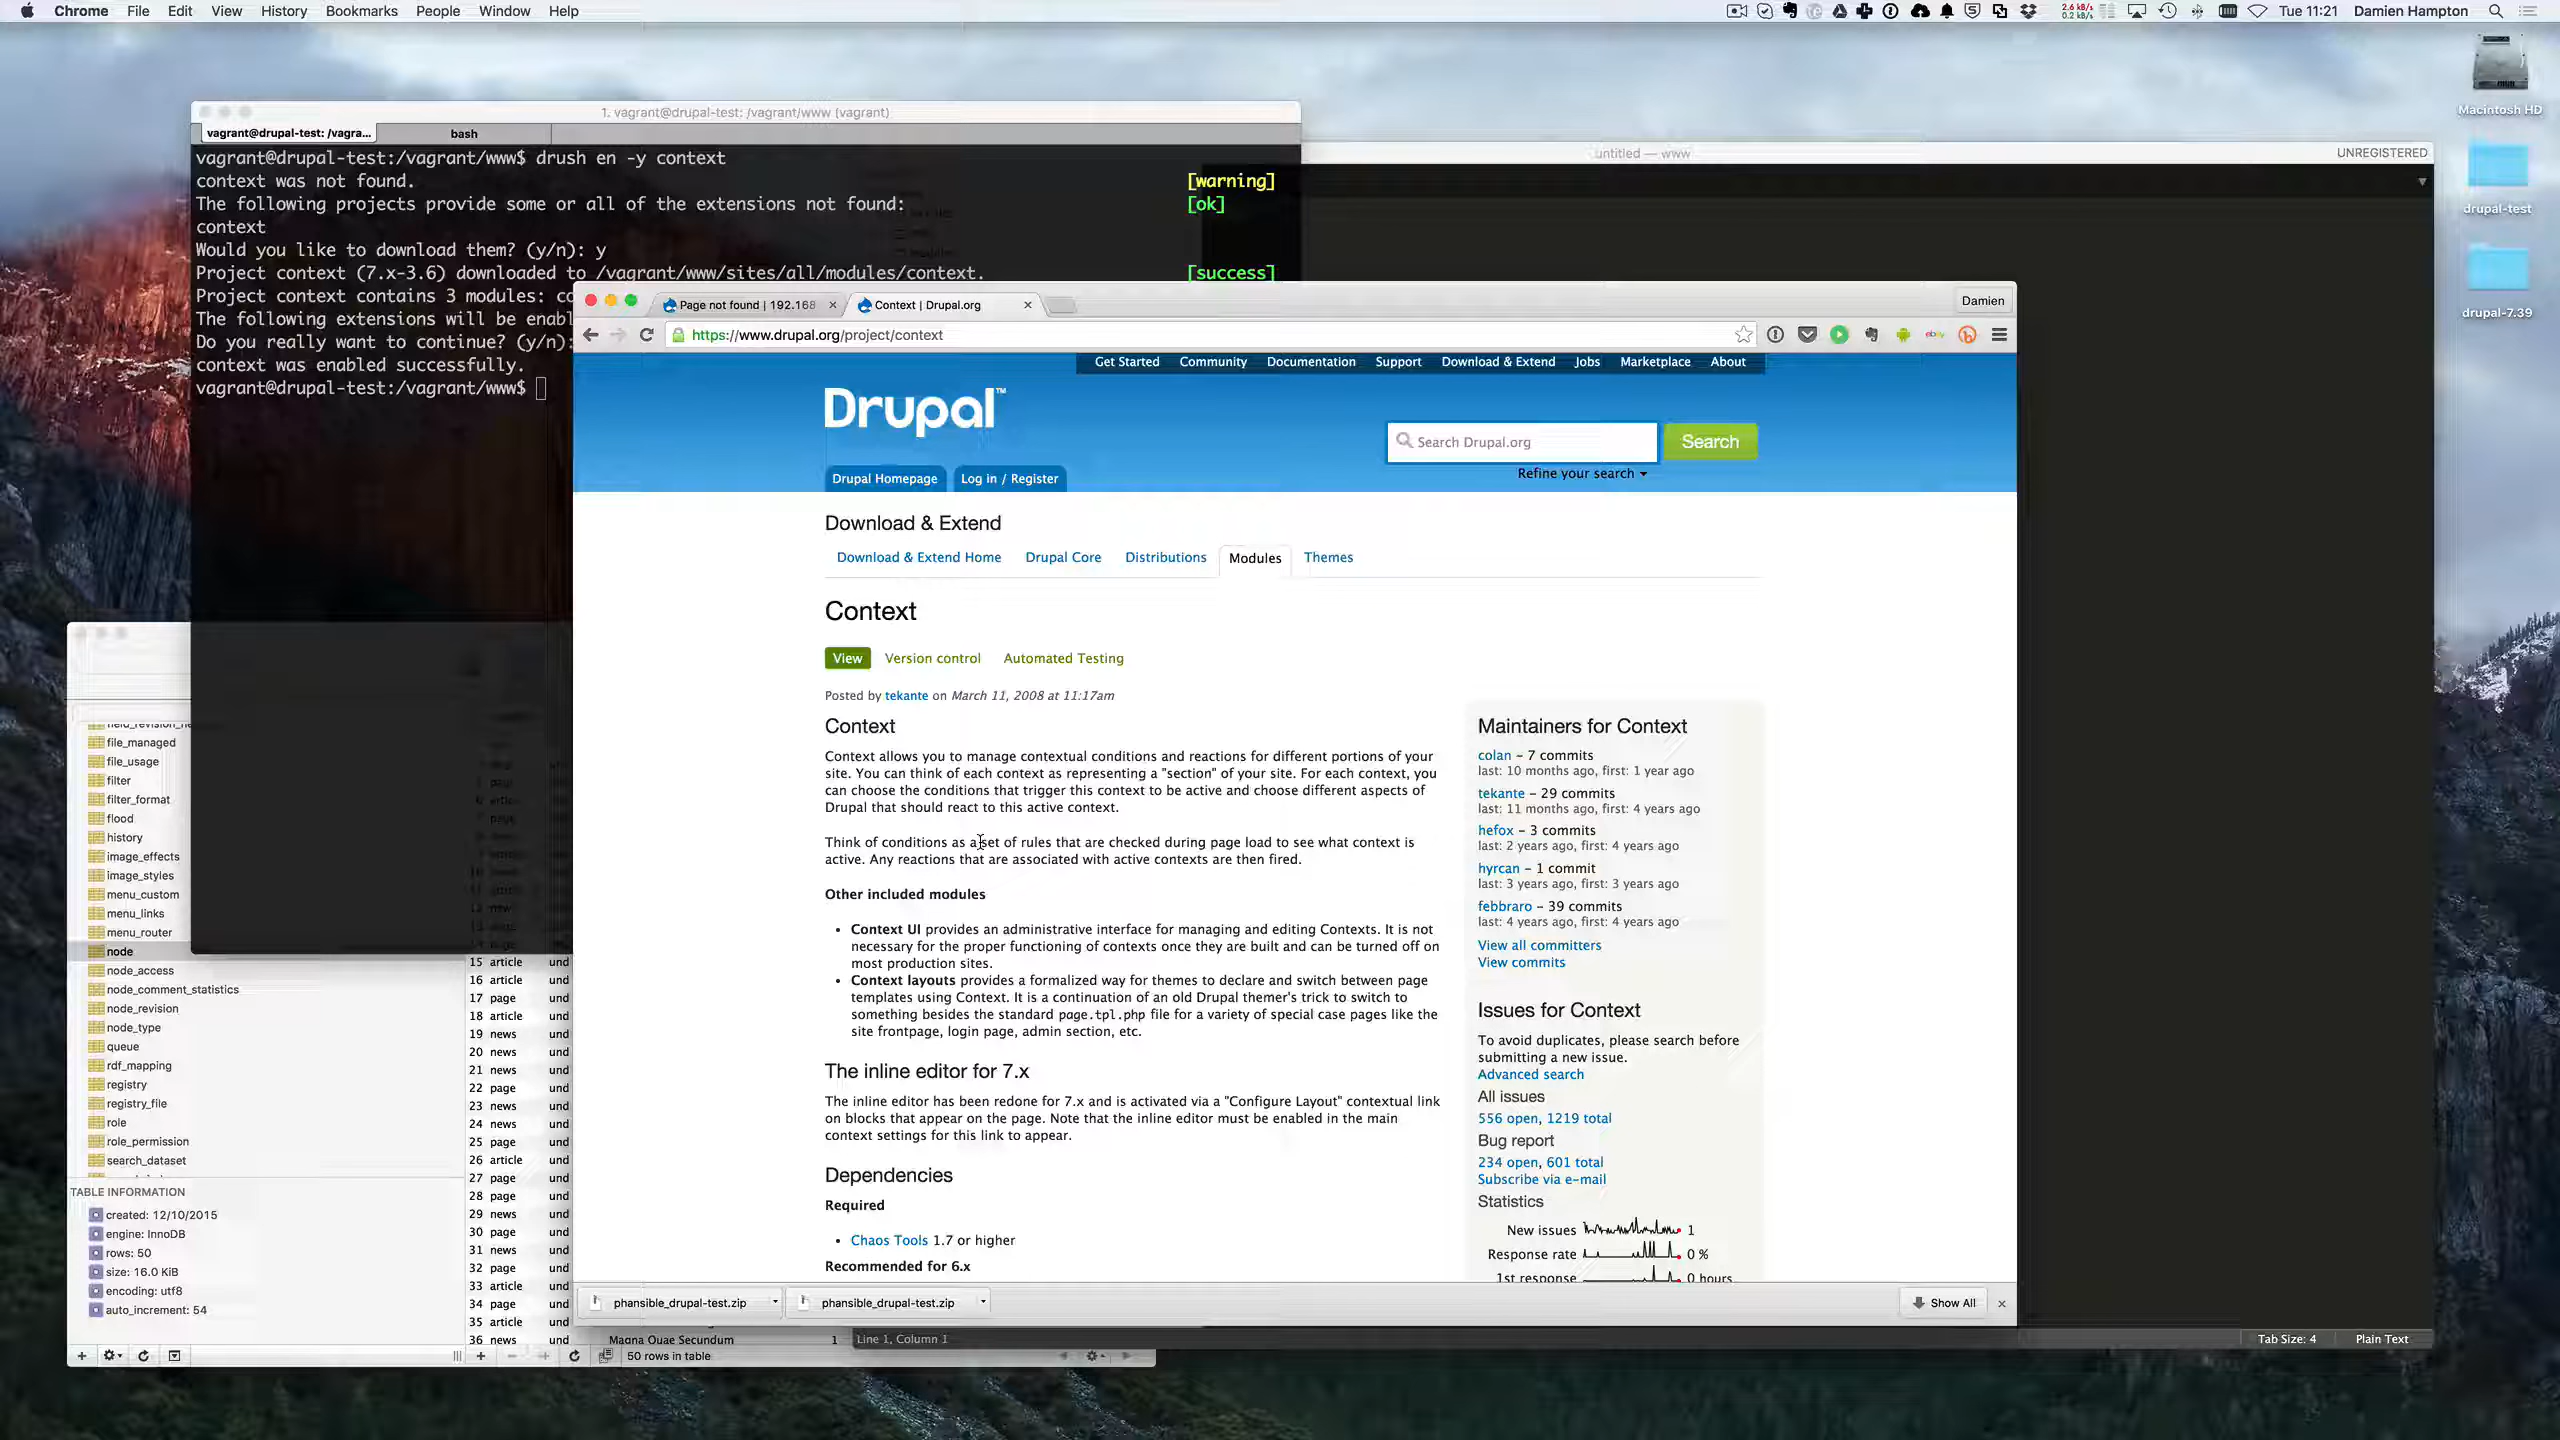 Chrome File Edit View History Bookmarks People Window Help
2.6 kB/s
0.2 kB/s
Tue 11:21 Damien Hampton
Macintosh HD
drupal-test
drupal-7.39
1. vagrant@drupal-test: /vagrant/www (vagrant)
vagrant@drupal-test: /vagra... bash
vagrant@drupal-test:/vagrant/www$ drush en -y context
context was not found. [warning]
The following projects provide some or all of the extensions not found: [ok]
context
Would you like to download them? (y/n): y
Project context (7.x-3.6) downloaded to /vagrant/www/sites/all/modules/context. [success]
Project context contains 3 modules:
The following extensions will be
Do you really want to continue? (y/n):
context was enabled successfully.
vagrant@drupal-test:/vagrant/www$
untitled — www UNREGISTERED
Page not found | 192.168 Context | Drupal.org Damien
https://www.drupal.org/project/context
Get Started Community Documentation Support Download & Extend Jobs Marketplace About
Drupal™
Search Drupal.org Search
Refine your search
Drupal Homepage Log in / Register
Download & Extend
Download & Extend Home Drupal Core Distributions Modules Themes
Context
View Version control Automated Testing
Posted by tekante on March 11, 2008 at 11:17am
Context
Context allows you to manage contextual conditions and reactions for different portions of your
site. You can think of each context as representing a "section" of your site. For each context, you
can choose the conditions that trigger this context to be active and choose different aspects of
Drupal that should react to this active context.
Think of conditions as a set of rules that are checked during page load to see what context is
active. Any reactions that are associated with active contexts are then fired.
Other included modules
• Context UI provides an administrative interface for managing and editing Contexts. It is not
necessary for the proper functioning of contexts once they are built and can be turned off on
most production sites.
• Context layouts provides a formalized way for themes to declare and switch between page
templates using Context. It is a continuation of an old Drupal themer's trick to switch to
something besides the standard page.tpl.php file for a variety of special case pages like the
site frontpage, login page, admin section, etc.
The inline editor for 7.x
The inline editor has been redone for 7.x and is activated via a "Configure Layout" contextual link
on blocks that appear on the page. Note that the inline editor must be enabled in the main
context settings for this link to appear.
Dependencies
Required
• Chaos Tools 1.7 or higher
Recommended for 6.x
Maintainers for Context
colan – 7 commits
last: 10 months ago, first: 1 year ago
tekante – 29 commits
last: 11 months ago, first: 4 years ago
hefox – 3 commits
last: 2 years ago, first: 4 years ago
hyrcan – 1 commit
last: 3 years ago, first: 3 years ago
febbraro – 39 commits
last: 4 years ago, first: 4 years ago
View all committers
View commits
Issues for Context
To avoid duplicates, please search before
submitting a new issue.
Advanced search
All issues
556 open, 1219 total
Bug report
234 open, 601 total
Subscribe via e-mail
Statistics
New issues 1
Response rate 0 %
1st response 0 hours
phansible_drupal-test.zip phansible_drupal-test.zip Show All
file_managed
file_usage
filter
filter_format
flood
history
image_effects
image_styles
menu_custom
menu_links
menu_router
node
node_access
node_comment_statistics
node_revision
node_type
queue
rdf_mapping
registry
registry_file
role
role_permission
search_dataset
TABLE INFORMATION
created: 12/10/2015
engine: InnoDB
rows: 50
size: 16.0 KiB
encoding: utf8
auto_increment: 54
15 article und
16 article und
17 page und
18 article und
19 news und
20 news und
21 news und
22 page und
23 news und
24 news und
25 page und
26 article und
27 page und
28 page und
29 news und
30 page und
31 news und
32 page und
33 article und
34 page und
35 article und
36 news und Magna Quae Secundum 1
50 rows in table
Line 1, Column 1 Tab Size: 4 Plain Text